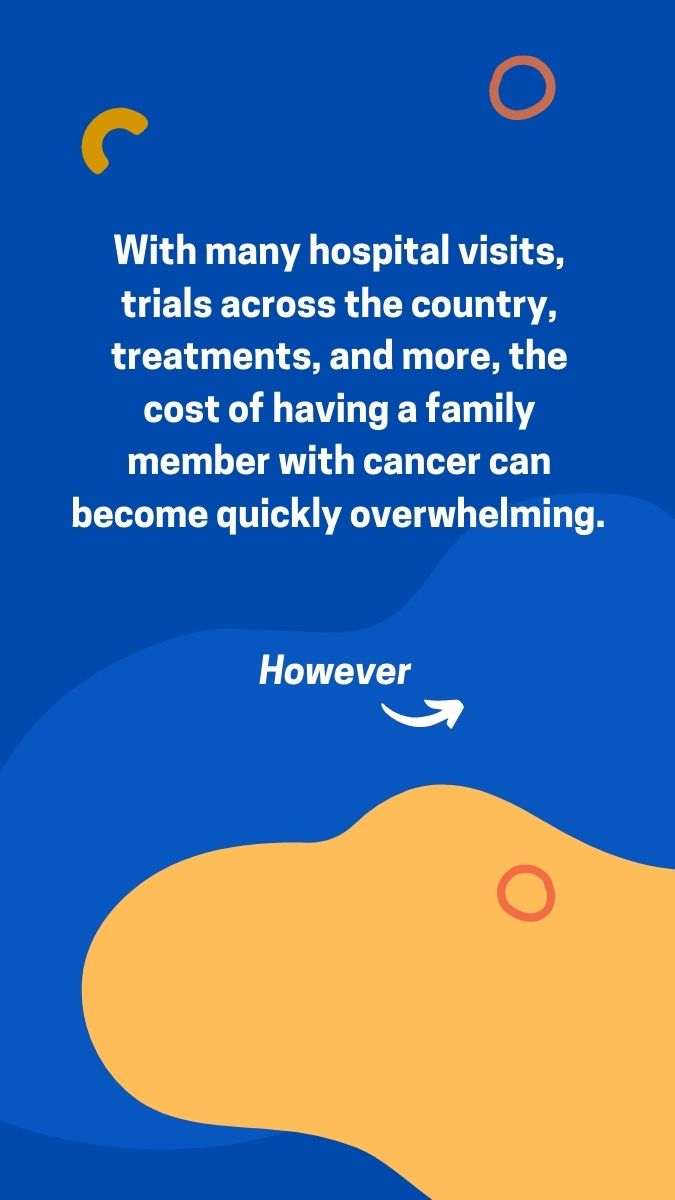 With many hospital visits,
trials across the country,
treatments, and more, the
cost of having a family
member with cancer can
become quickly overwhelming.
However